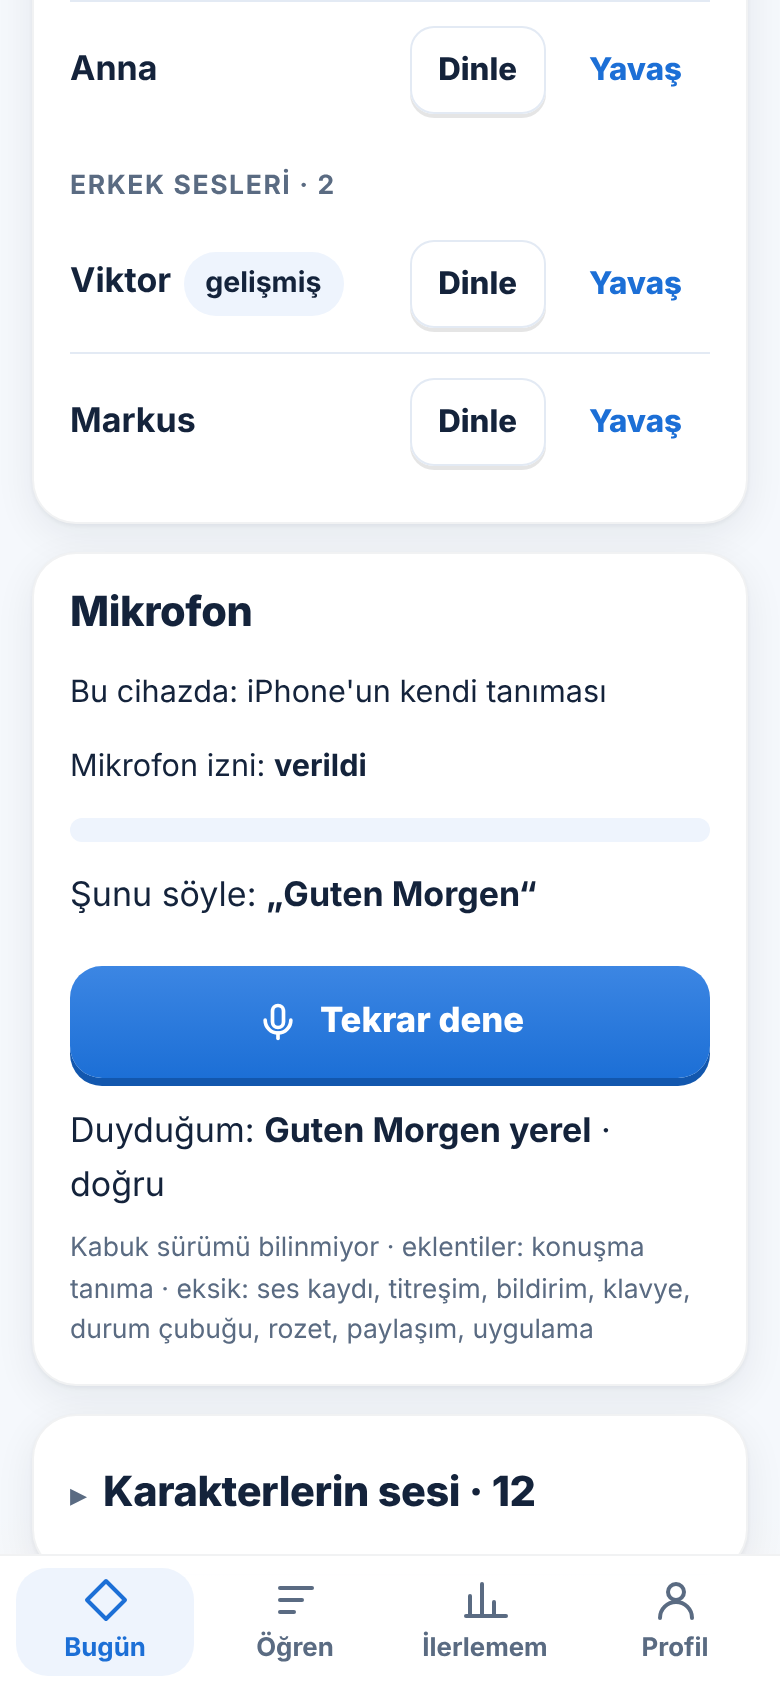 Anna Dinle Yavaş
ERKEK SESLERİ · 2
Viktor gelişmiş Dinle Yavaş
Markus Dinle Yavaş
Mikrofon
Bu cihazda: iPhone'un kendi tanıması
Mikrofon izni: verildi
Şunu söyle: „Guten Morgen“
Tekrar dene
Duyduğum: Guten Morgen yerel ·
doğru
Kabuk sürümü bilinmiyor · eklentiler: konuşma
tanıma · eksik: ses kaydı, titreşim, bildirim, klavye,
durum çubuğu, rozet, paylaşım, uygulama
▸ Karakterlerin sesi · 12
Bugün Öğren İlerlemem Profil